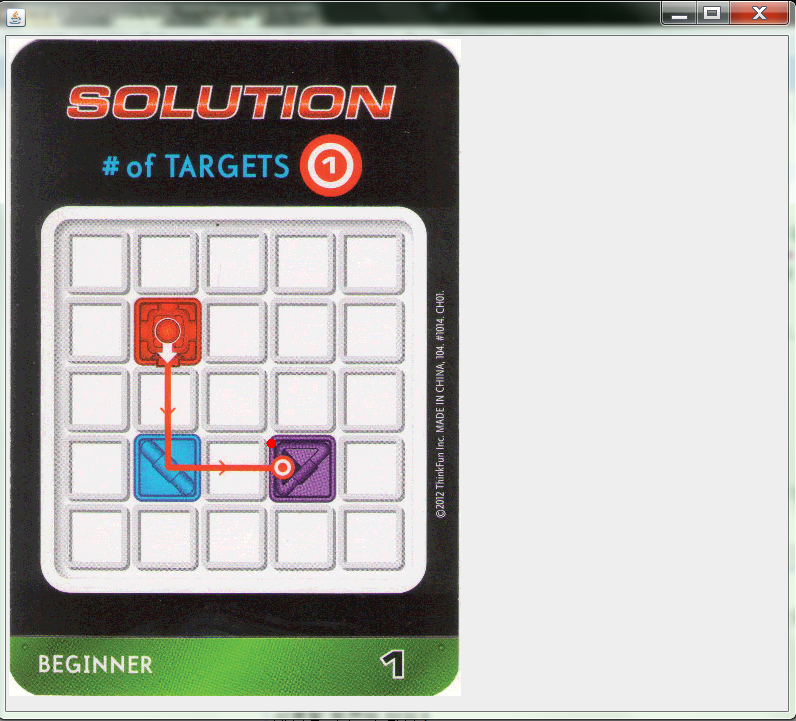 SOLUTION
# of TARGETS 1
©2012 ThinkFun Inc. MADE IN CHINA, 104. #1014. CH01.
BEGINNER 1